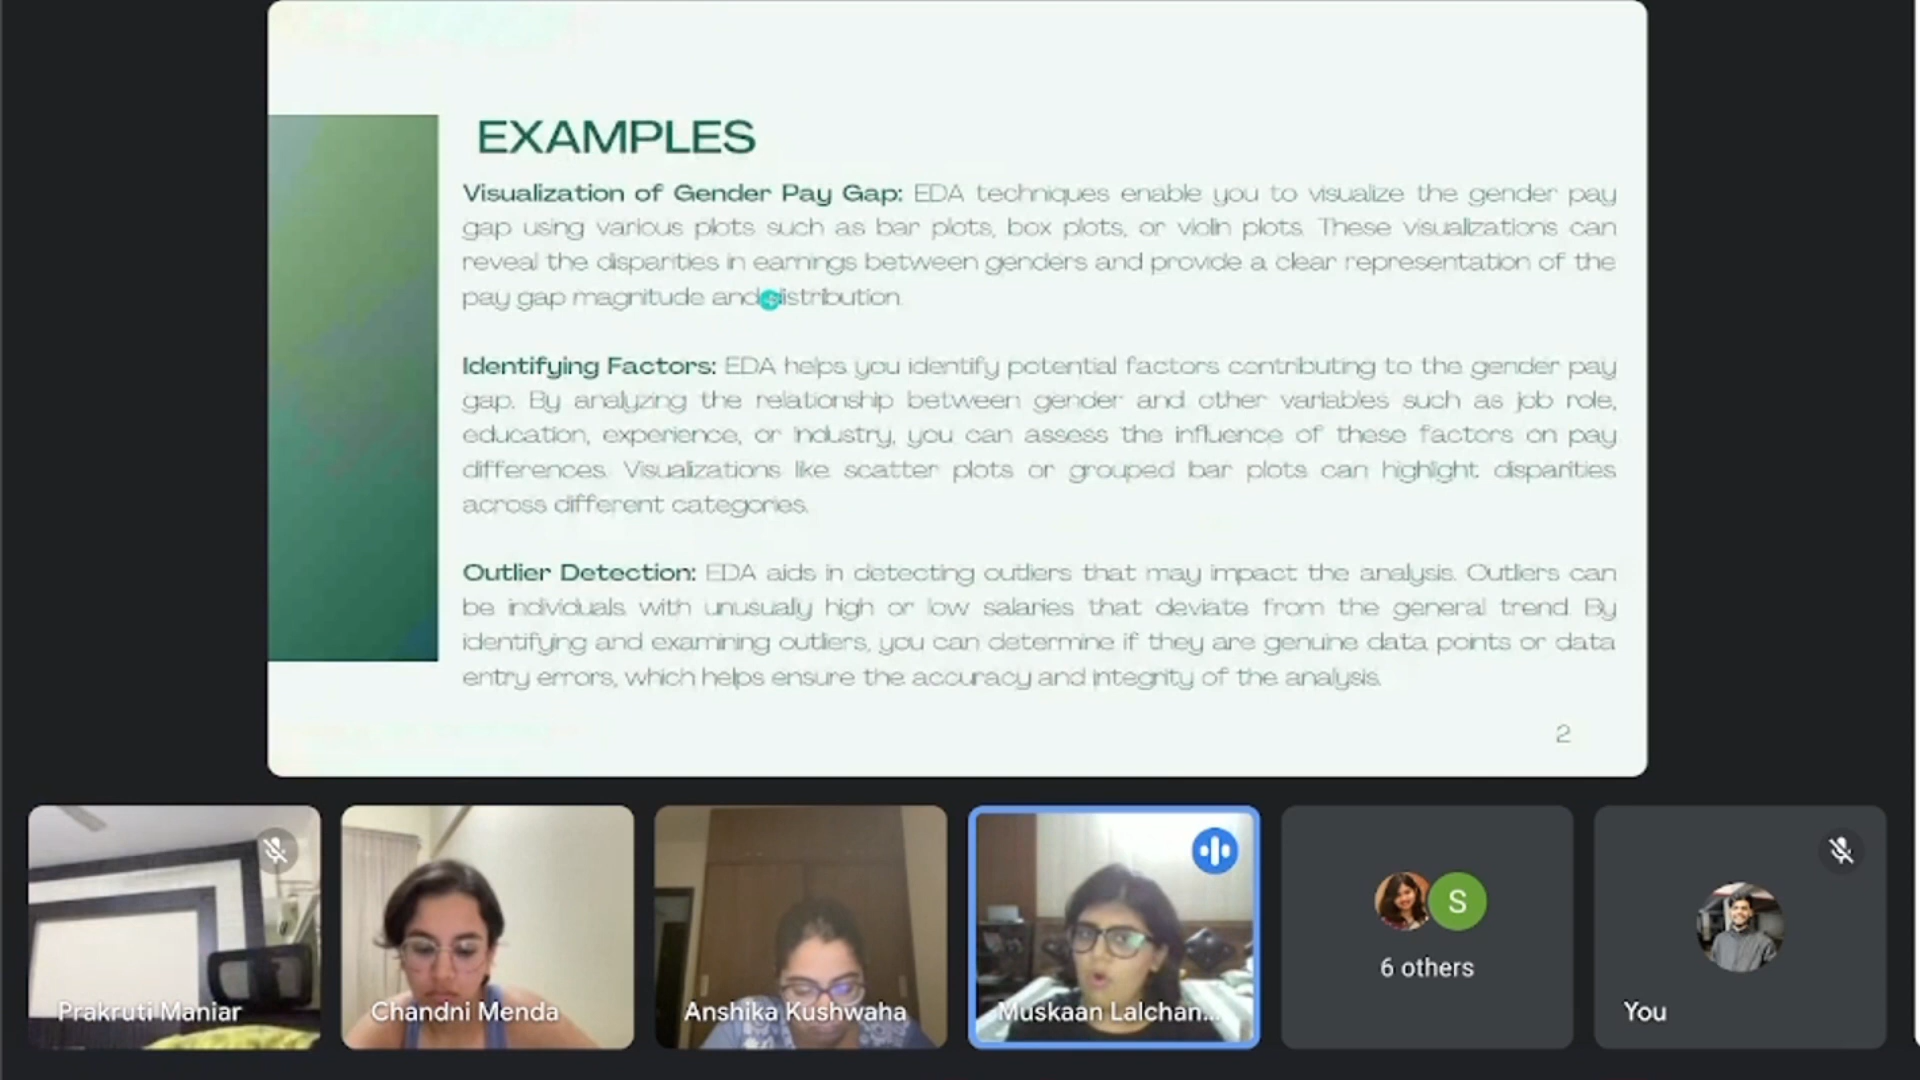 EXAMPLES
Visualization of Gender Pay Gap: EDA techniques enable you to visualize the gender pay
gap using various plots such as bar plots, box plots, or violin plots. These visualizations can
reveal the disparities in earnings between genders and provide a clear representation of the
pay gap magnitude and distribution.
Identifying Factors: EDA helps you identify potential factors contributing to the gender pay
gap. By analyzing the relationship between gender and other variables such as job role,
education, experience, or industry, you can assess the influence of these factors on pay
differences. Visualizations like scatter plots or grouped bar plots can highlight disparities
across different categories.
Outlier Detection: EDA aids in detecting outliers that may impact the analysis. Outliers can
be individuals with unusually high or low salaries that deviate from the general trend. By
identifying and examining outliers, you can determine if they are genuine data points or data
entry errors, which helps ensure the accuracy and integrity of the analysis.
2
Prakruti Maniar
Chandni Menda
Anshika Kushwaha
Muskaan Lalchan...
S
6 others
You